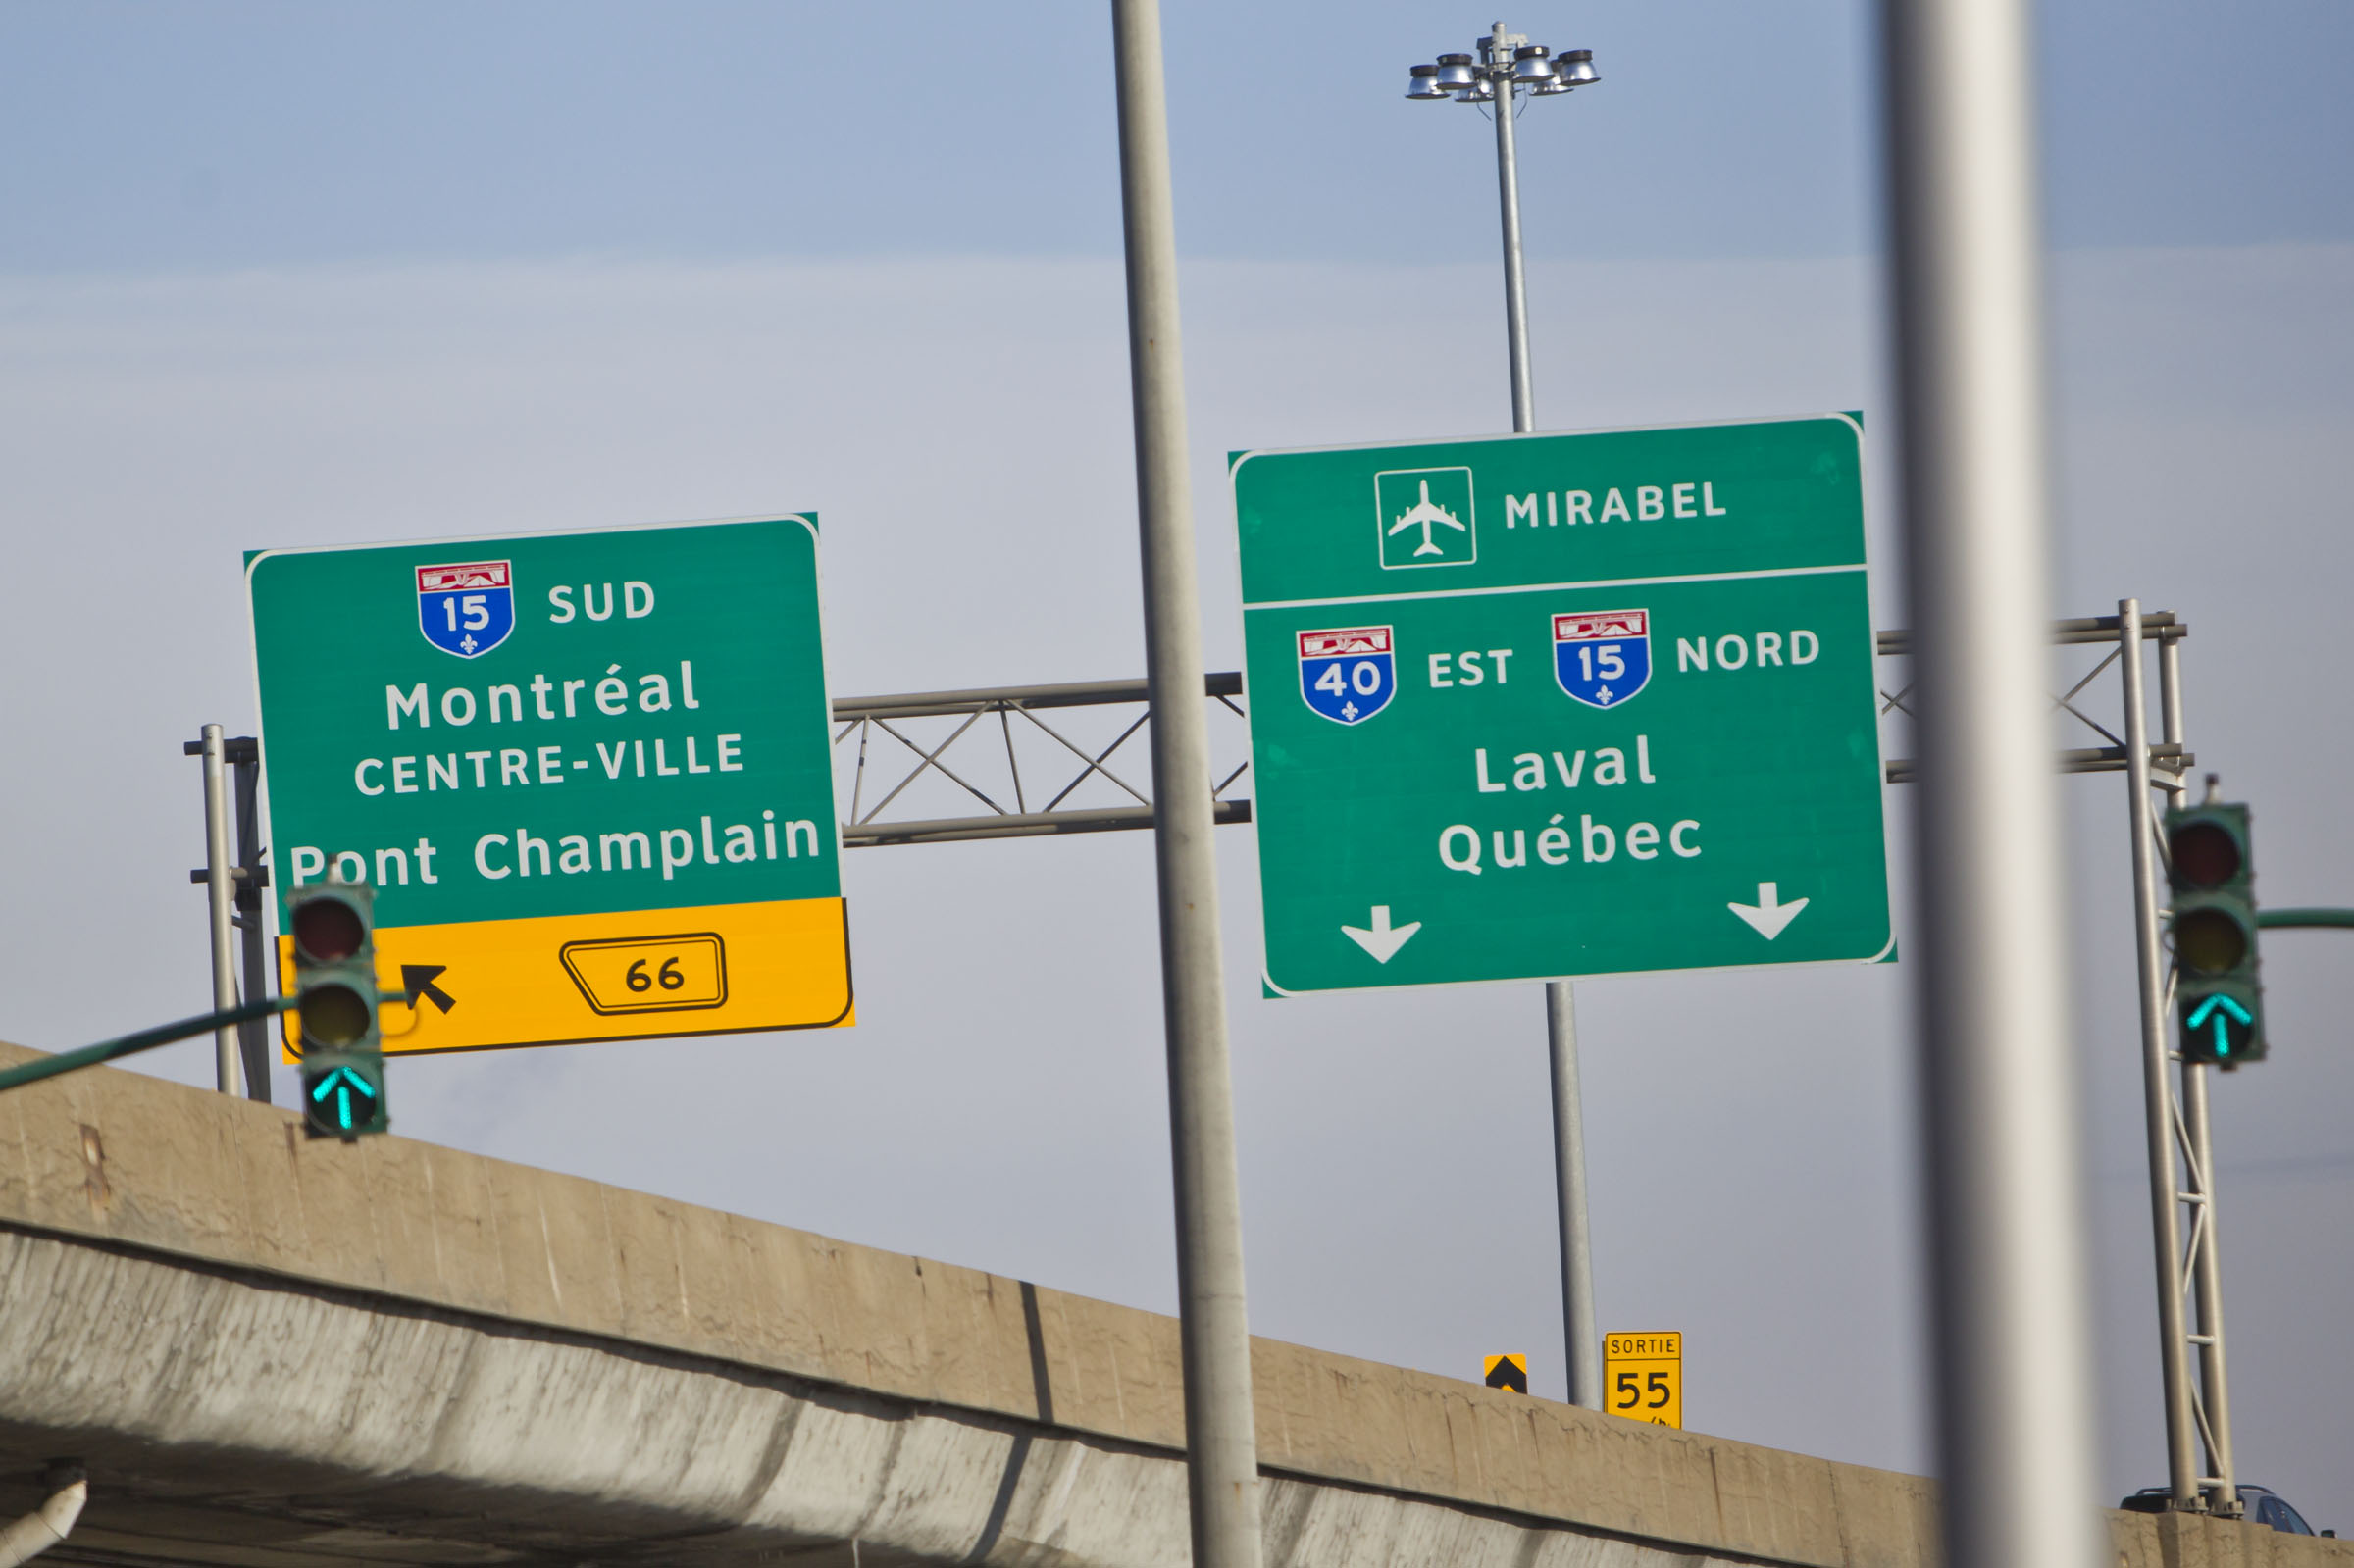 15 SUD
Montréal
CENTRE-VILLE
Pont Champlain
66
MIRABEL
40 EST 15 NORD
Laval
Québec
SORTIE
55